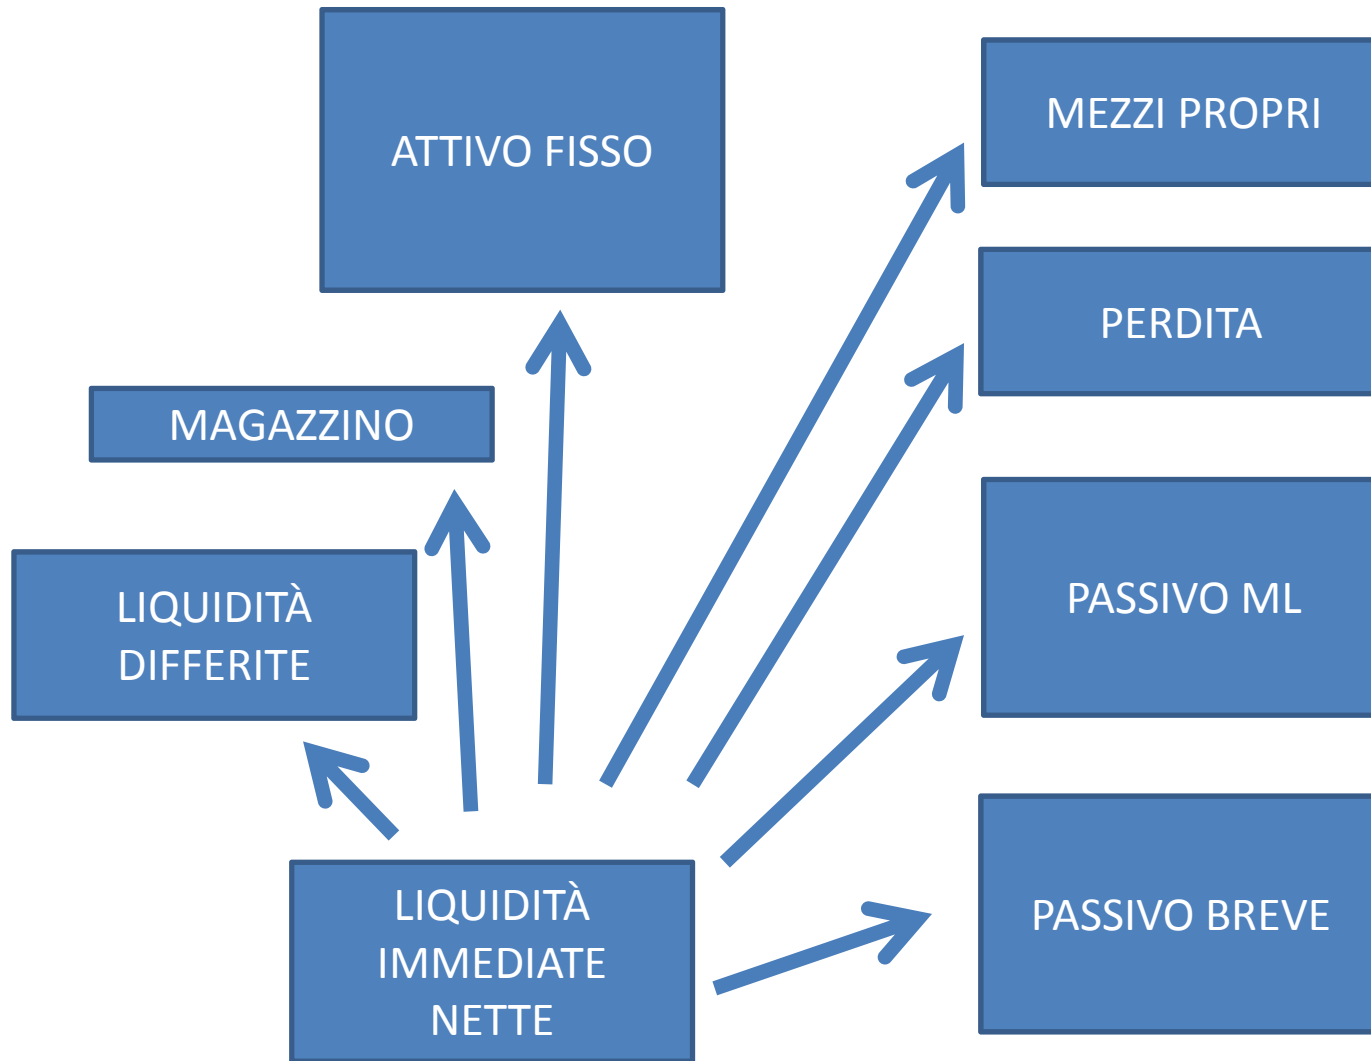 ATTIVO FISSO
MEZZI PROPRI
PERDITA
MAGAZZINO
LIQUIDITÀ
DIFFERITE
PASSIVO ML
LIQUIDITÀ
IMMEDIATE
NETTE
PASSIVO BREVE